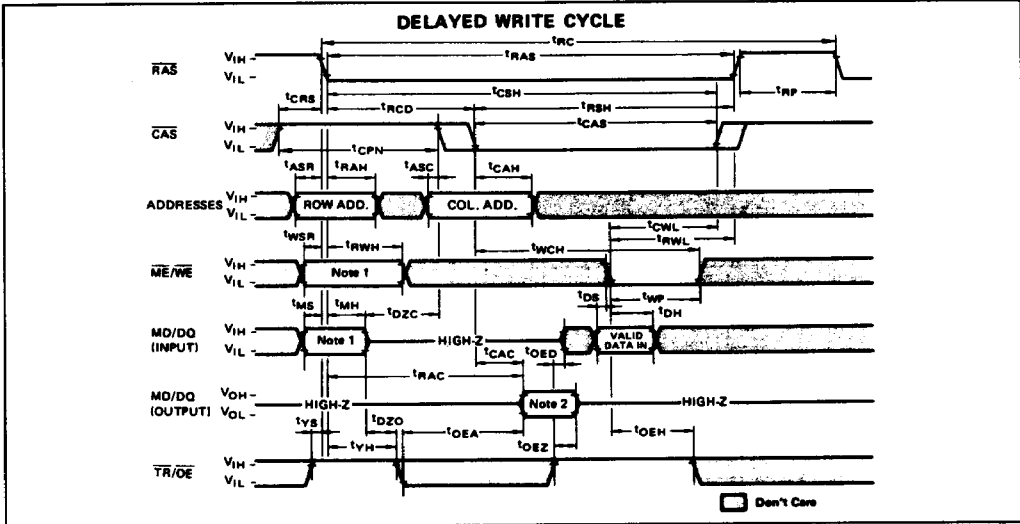 DELAYED WRITE CYCLE
tRC
RAS VIH
VIL
tRAS
tCSH
tRP
tCRS
tRCD
tRSH
CAS VIH
VIL
tCAS
tCPN
tASR
tRAH
tASC
tCAH
ADDRESSES VIH
VIL
ROW ADD.
COL. ADD.
tCWL
tWSR
tRWH
tWCH
tRWL
ME/WE VIH
VIL
Note 1
tMS
tMH
tDZC
tDS
tWP
tDH
MD/DQ
(INPUT)
VIH
VIL
Note 1
HIGH-Z
VALID
DATA IN
tCAC
tOED
tRAC
MD/DQ
(OUTPUT)
VOH
VOL
HIGH-Z
Note 2
HIGH-Z
tYS
tDZO
tOEA
tYH
tOEZ
tOEH
TR/OE VIH
VIL
Don't Care